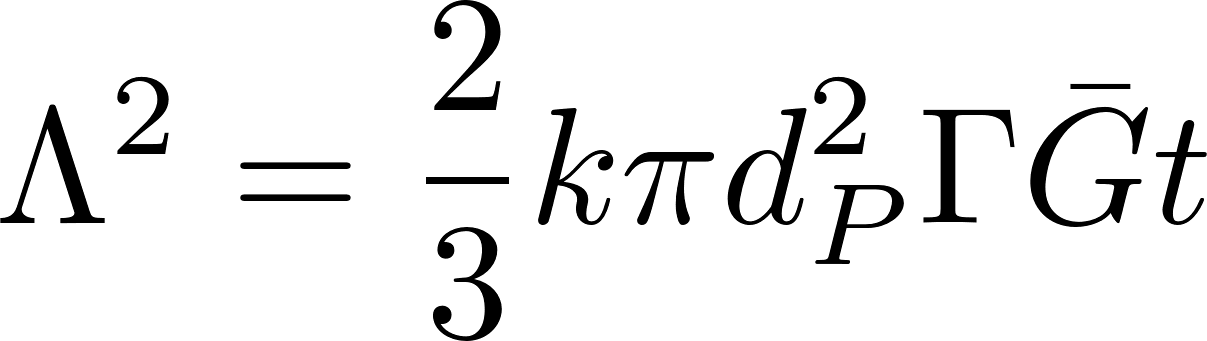 Λ² = 2/3 kπd_P² ΓḠt